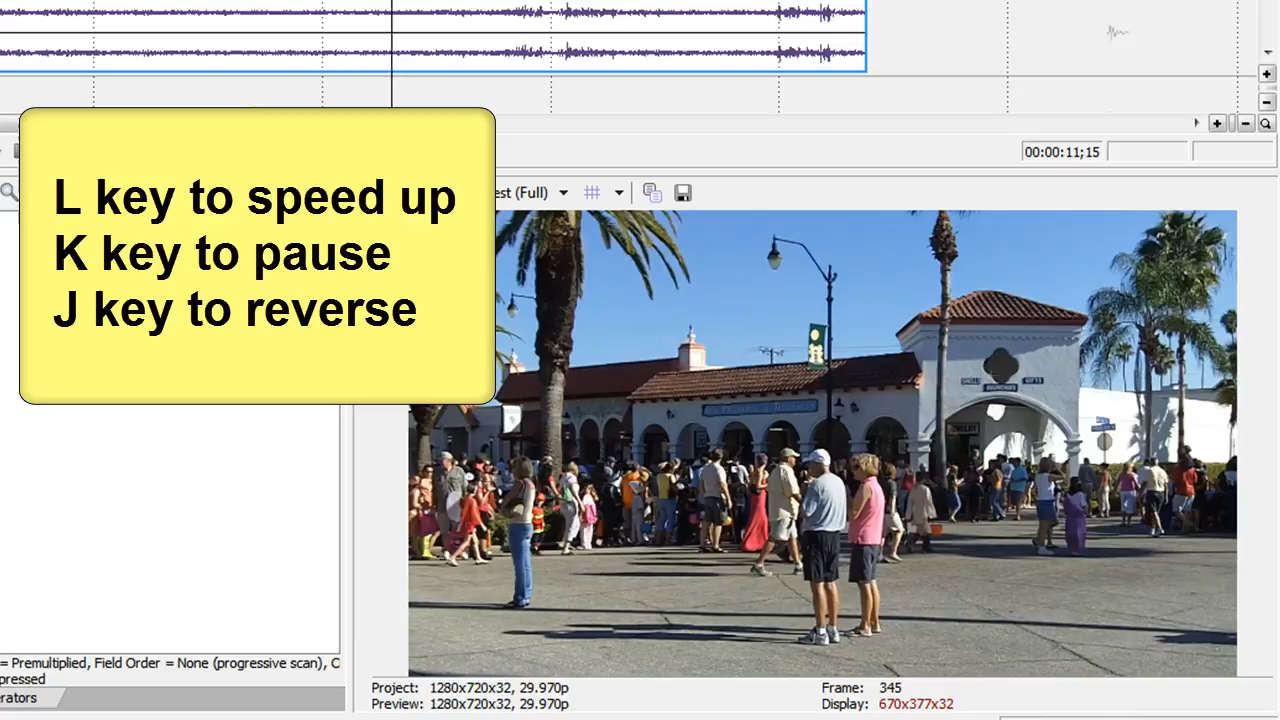 L key to speed up
K key to pause
J key to reverse
00:00:11;15
est (Full)
= Premultiplied, Field Order = None (progressive scan), C
pressed
erators
Project: 1280x720x32, 29.970p
Preview: 1280x720x32, 29.970p
Frame: 345
Display: 670x377x32